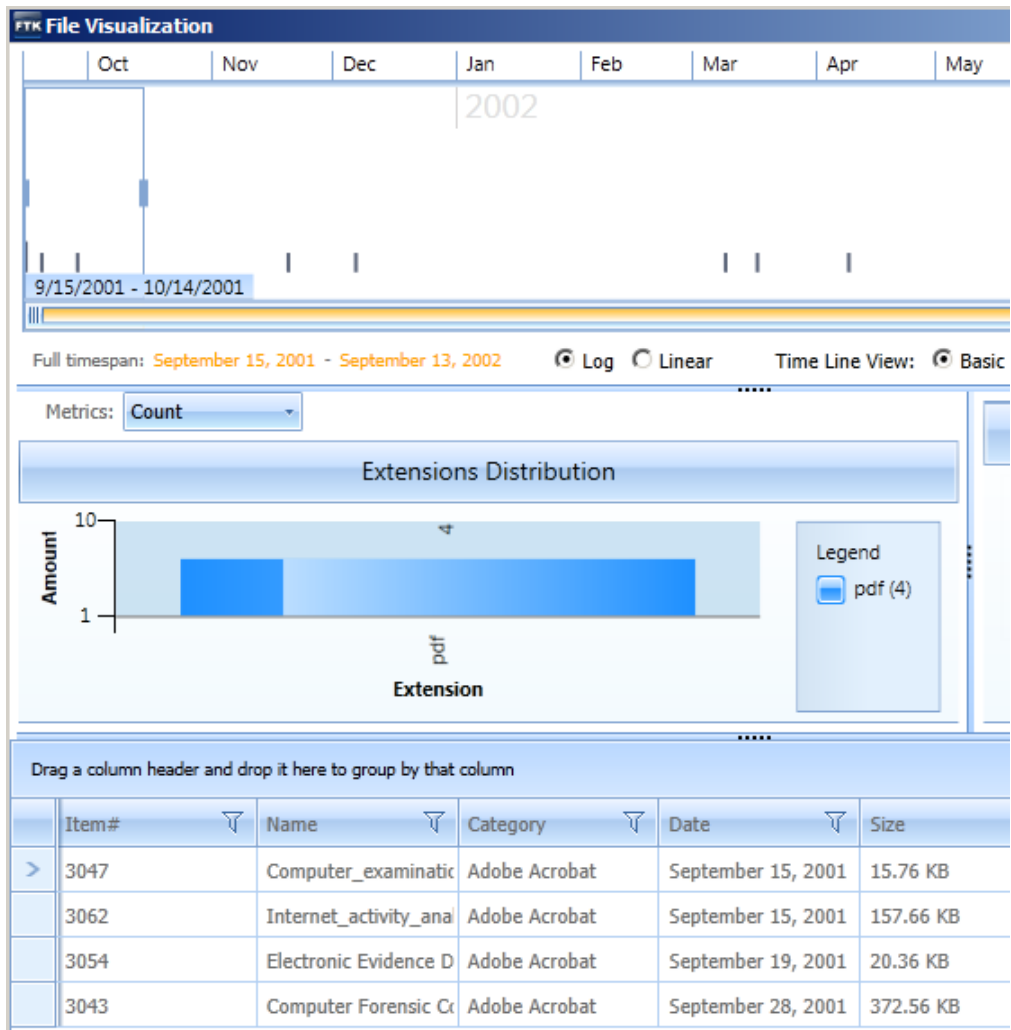 FTK File Visualization
Oct Nov Dec Jan Feb Mar Apr May
2002
9/15/2001 - 10/14/2001
Full timespan: September 15, 2001 - September 13, 2002 Log Linear Time Line View: Basic
Metrics: Count
Extensions Distribution
10
4
Amount
1
pdf
Extension
Legend
pdf (4)
Drag a column header and drop it here to group by that column
Item# Name Category Date Size
3047 Computer_examinatic Adobe Acrobat September 15, 2001 15.76 KB
3062 Internet_activity_anal Adobe Acrobat September 15, 2001 157.66 KB
3054 Electronic Evidence D Adobe Acrobat September 19, 2001 20.36 KB
3043 Computer Forensic Co Adobe Acrobat September 28, 2001 372.56 KB